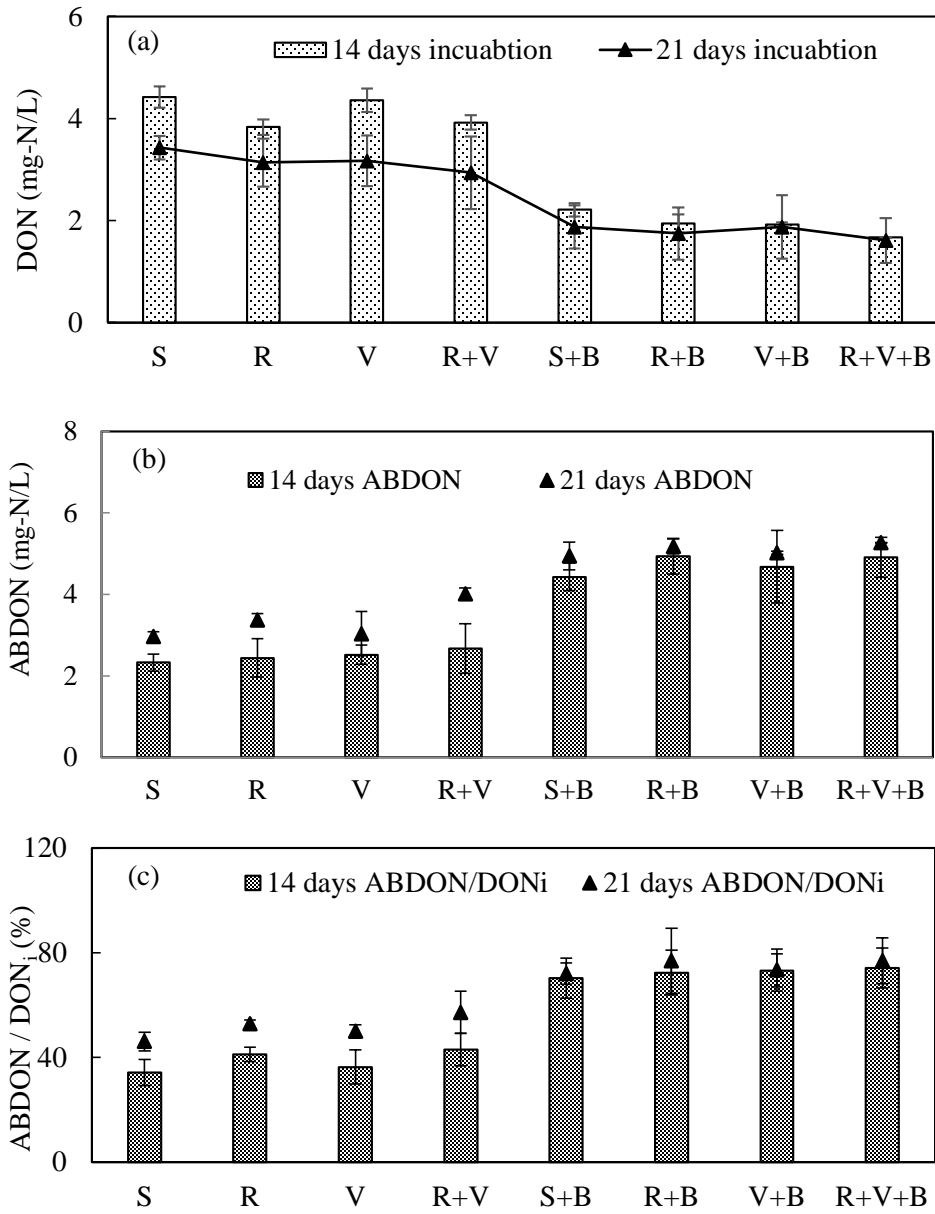 (a)
14 days incuabtion
21 days incuabtion
DON (mg-N/L)
6
4
2
0
S R V R+V S+B R+B V+B R+V+B
(b)
14 days ABDON
21 days ABDON
ABDON (mg-N/L)
8
6
4
2
0
S R V R+V S+B R+B V+B R+V+B
(c)
14 days ABDON/DONi
21 days ABDON/DONi
ABDON / DONi (%)
120
80
40
0
S R V R+V S+B R+B V+B R+V+B